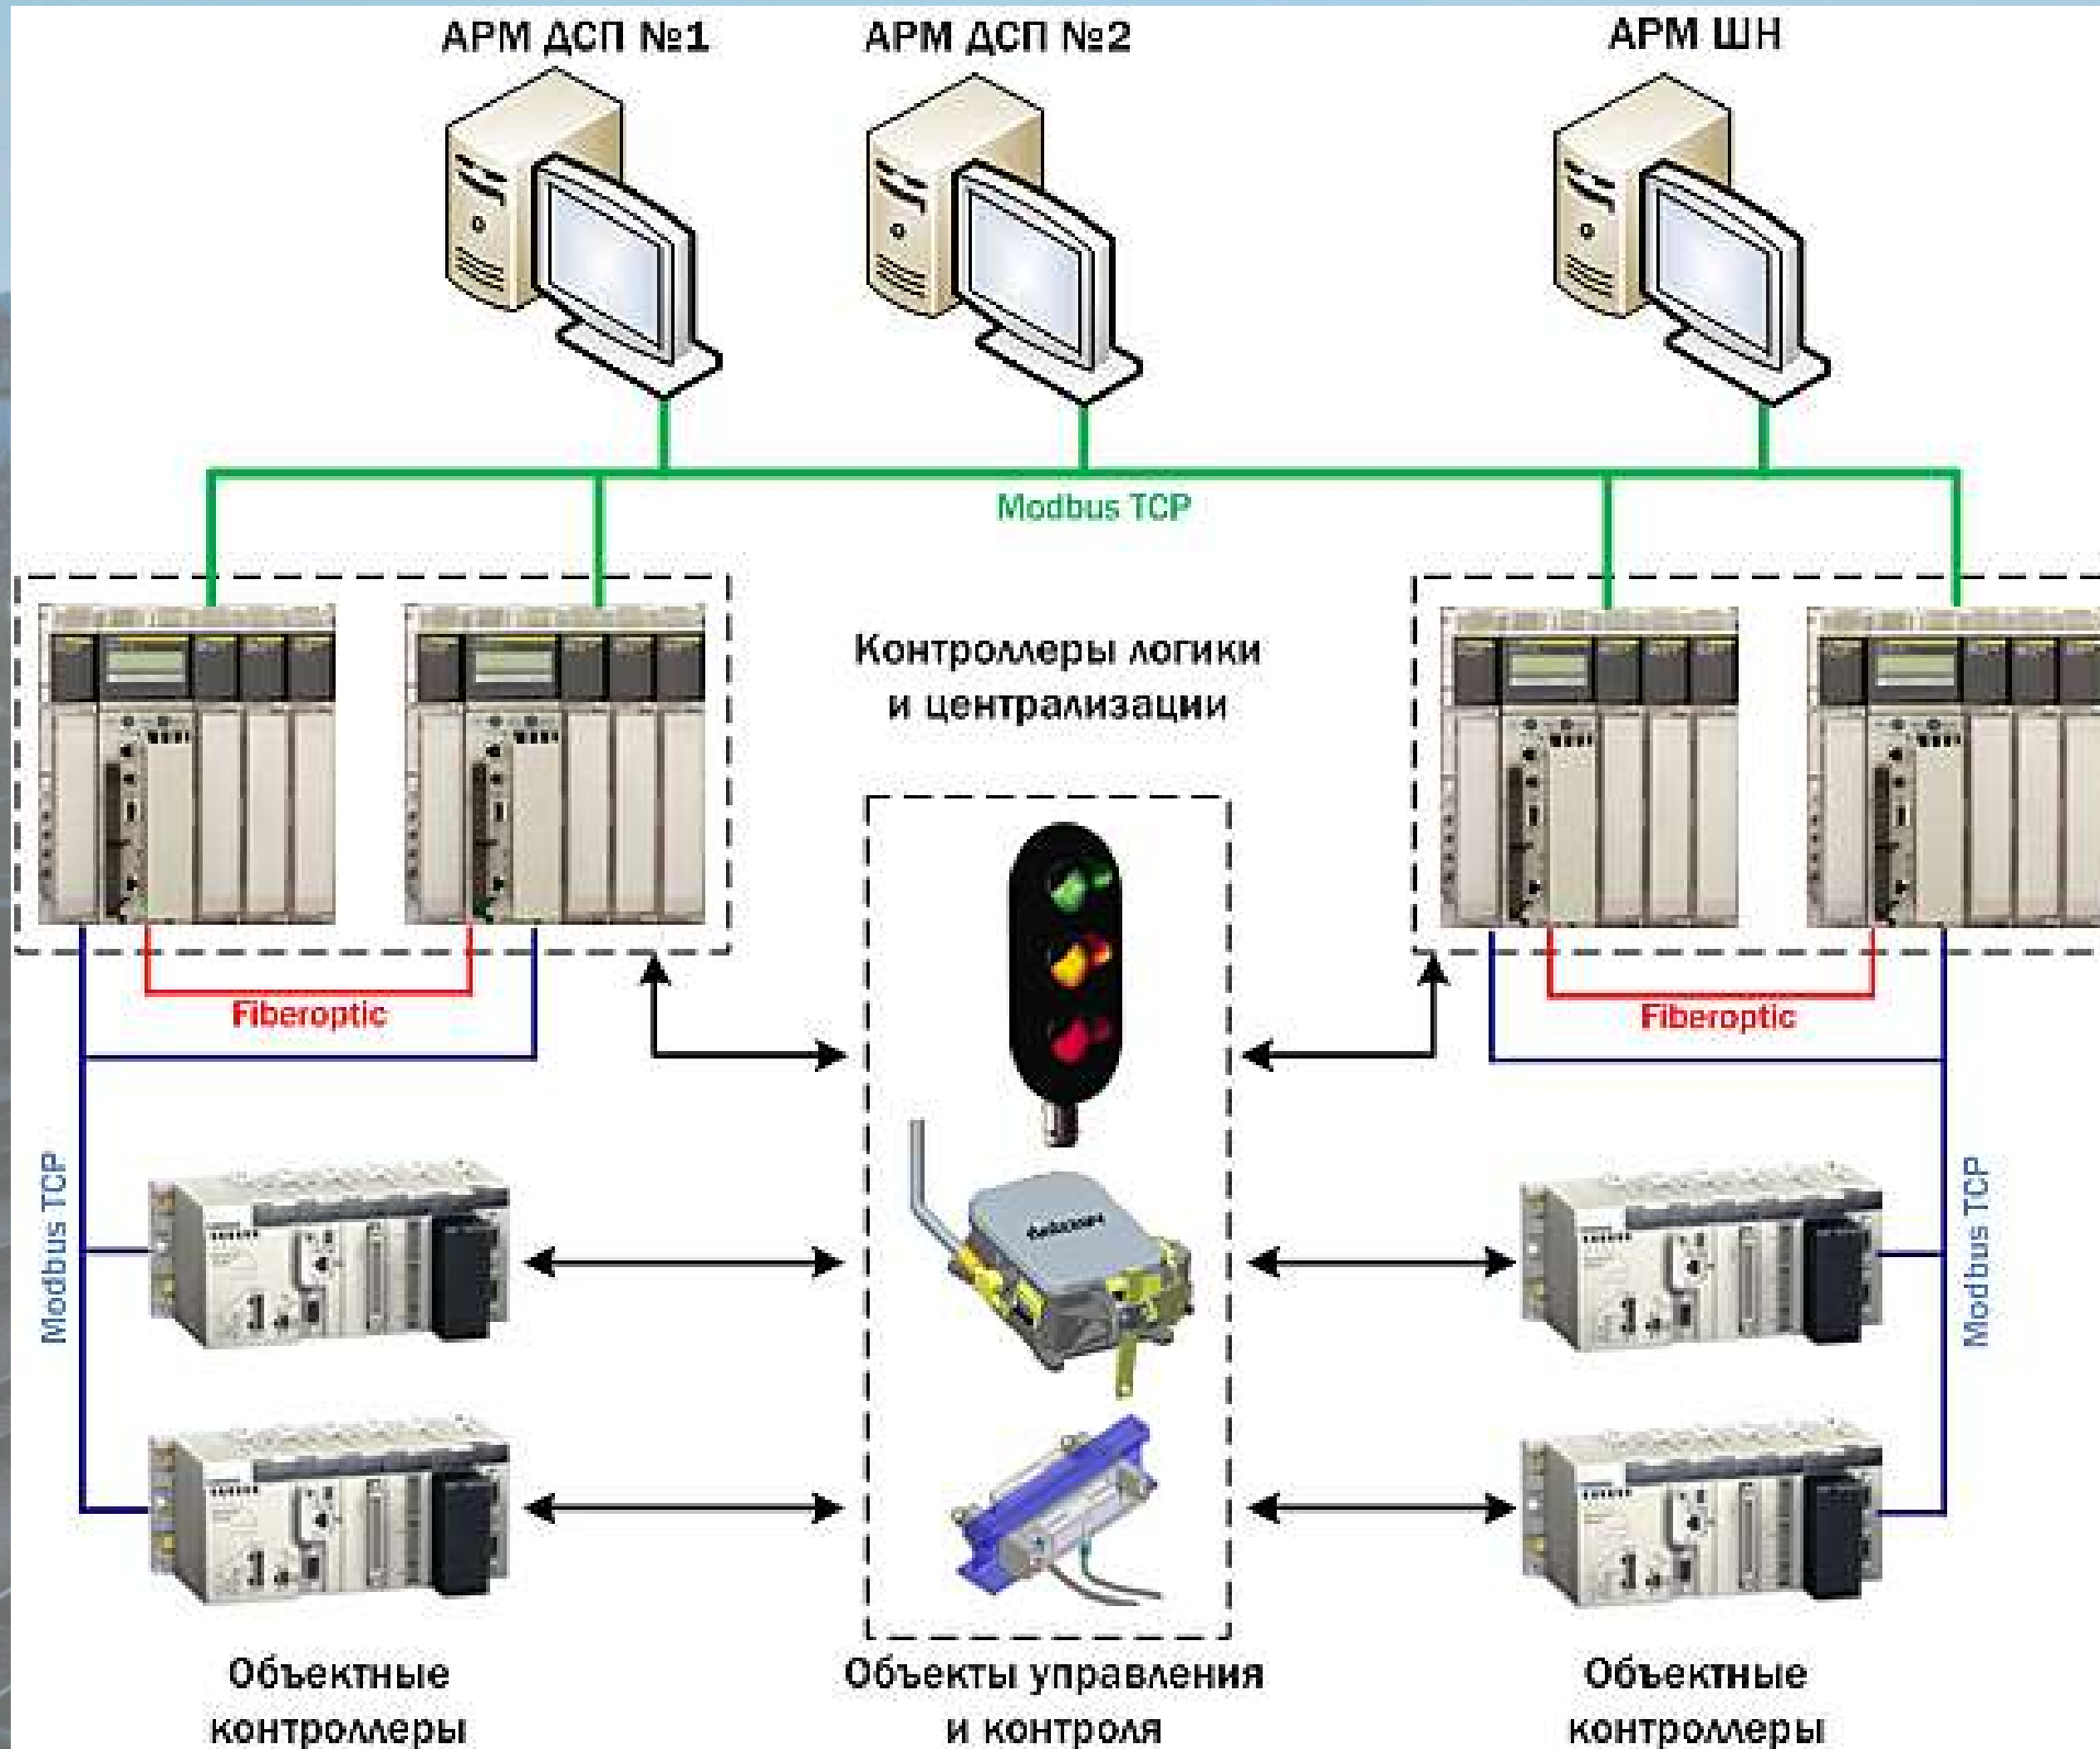 АРМ ДСП №1
АРМ ДСП №2
АРМ ШН
Modbus TCP
Контроллеры логики
и централизации
Fiberoptic
Fiberoptic
Modbus TCP
Modbus TCP
Объектные
контроллеры
Объекты управления
и контроля
Объектные
контроллеры